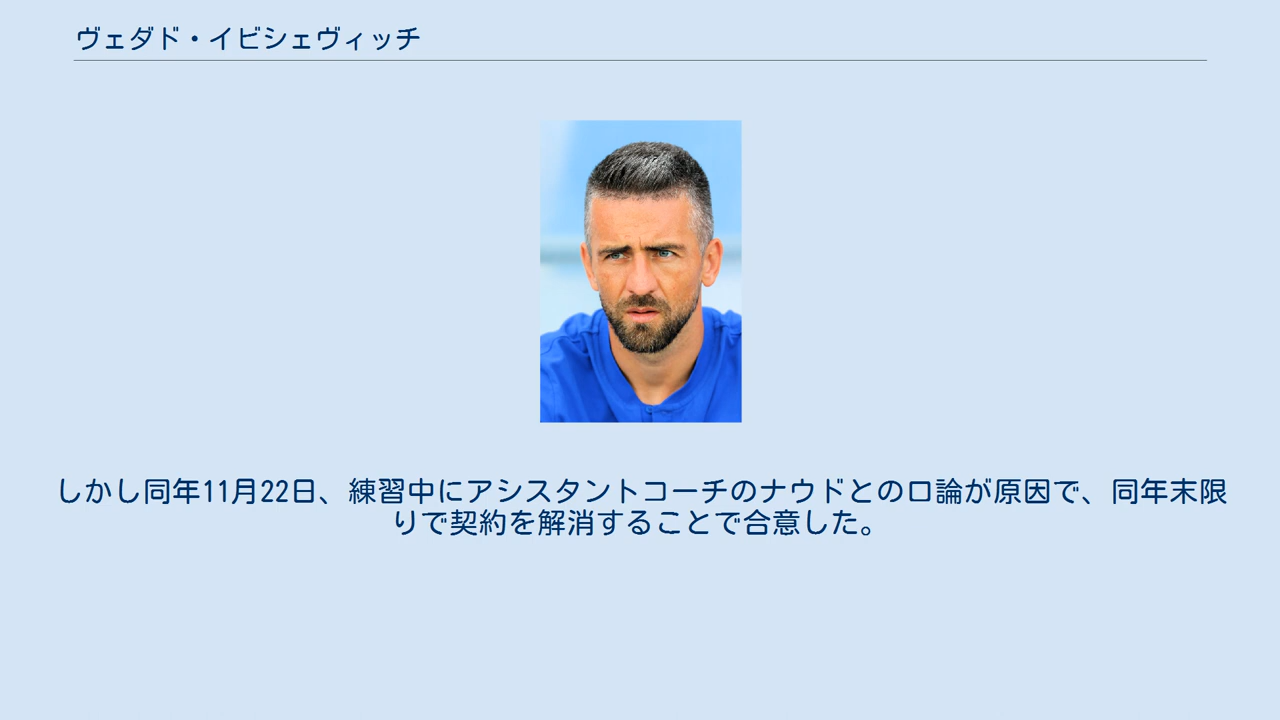 ヴェダド・イビシェヴィッチ
しかし同年11月22日、練習中にアシスタントコーチのナウドとの口論が原因で、同年末限
りで契約を解消することで合意した。